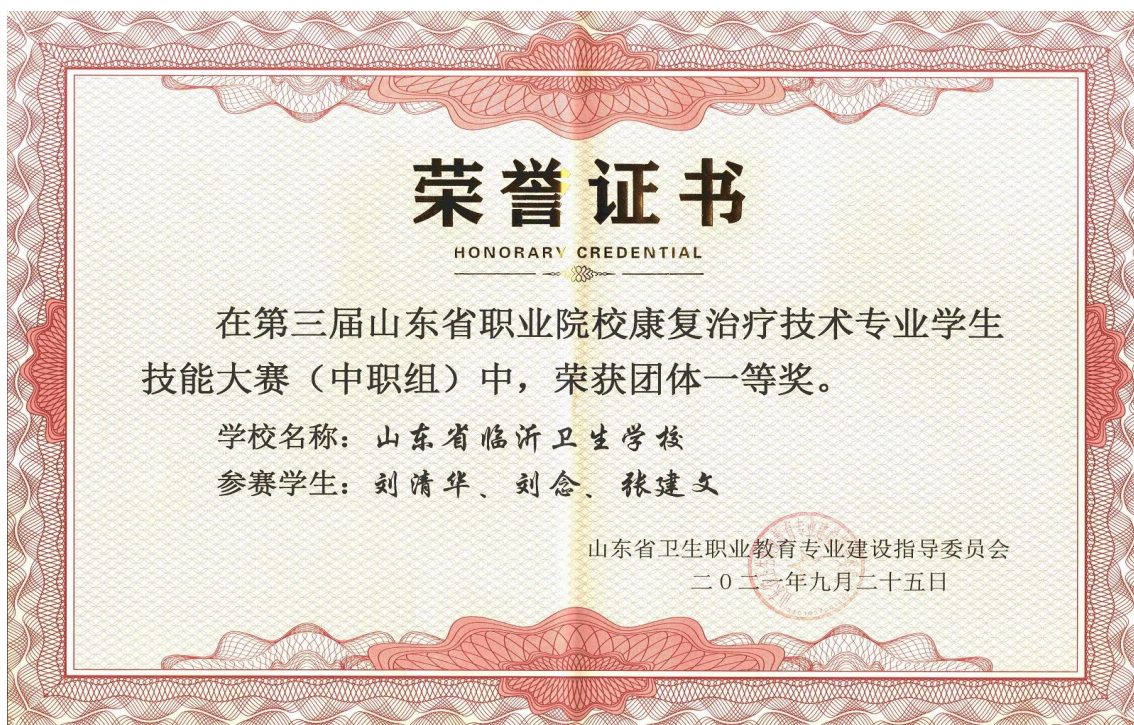 荣誉证书
HONORARY CREDENTIAL
在第三届山东省职业院校康复治疗技术专业学生
技能大赛（中职组）中，荣获团体一等奖。
学校名称：山东省临沂卫生学校
参赛学生：刘清华、刘念、张建文
山东省卫生职业教育专业建设指导委员会
二0二一年九月二十五日